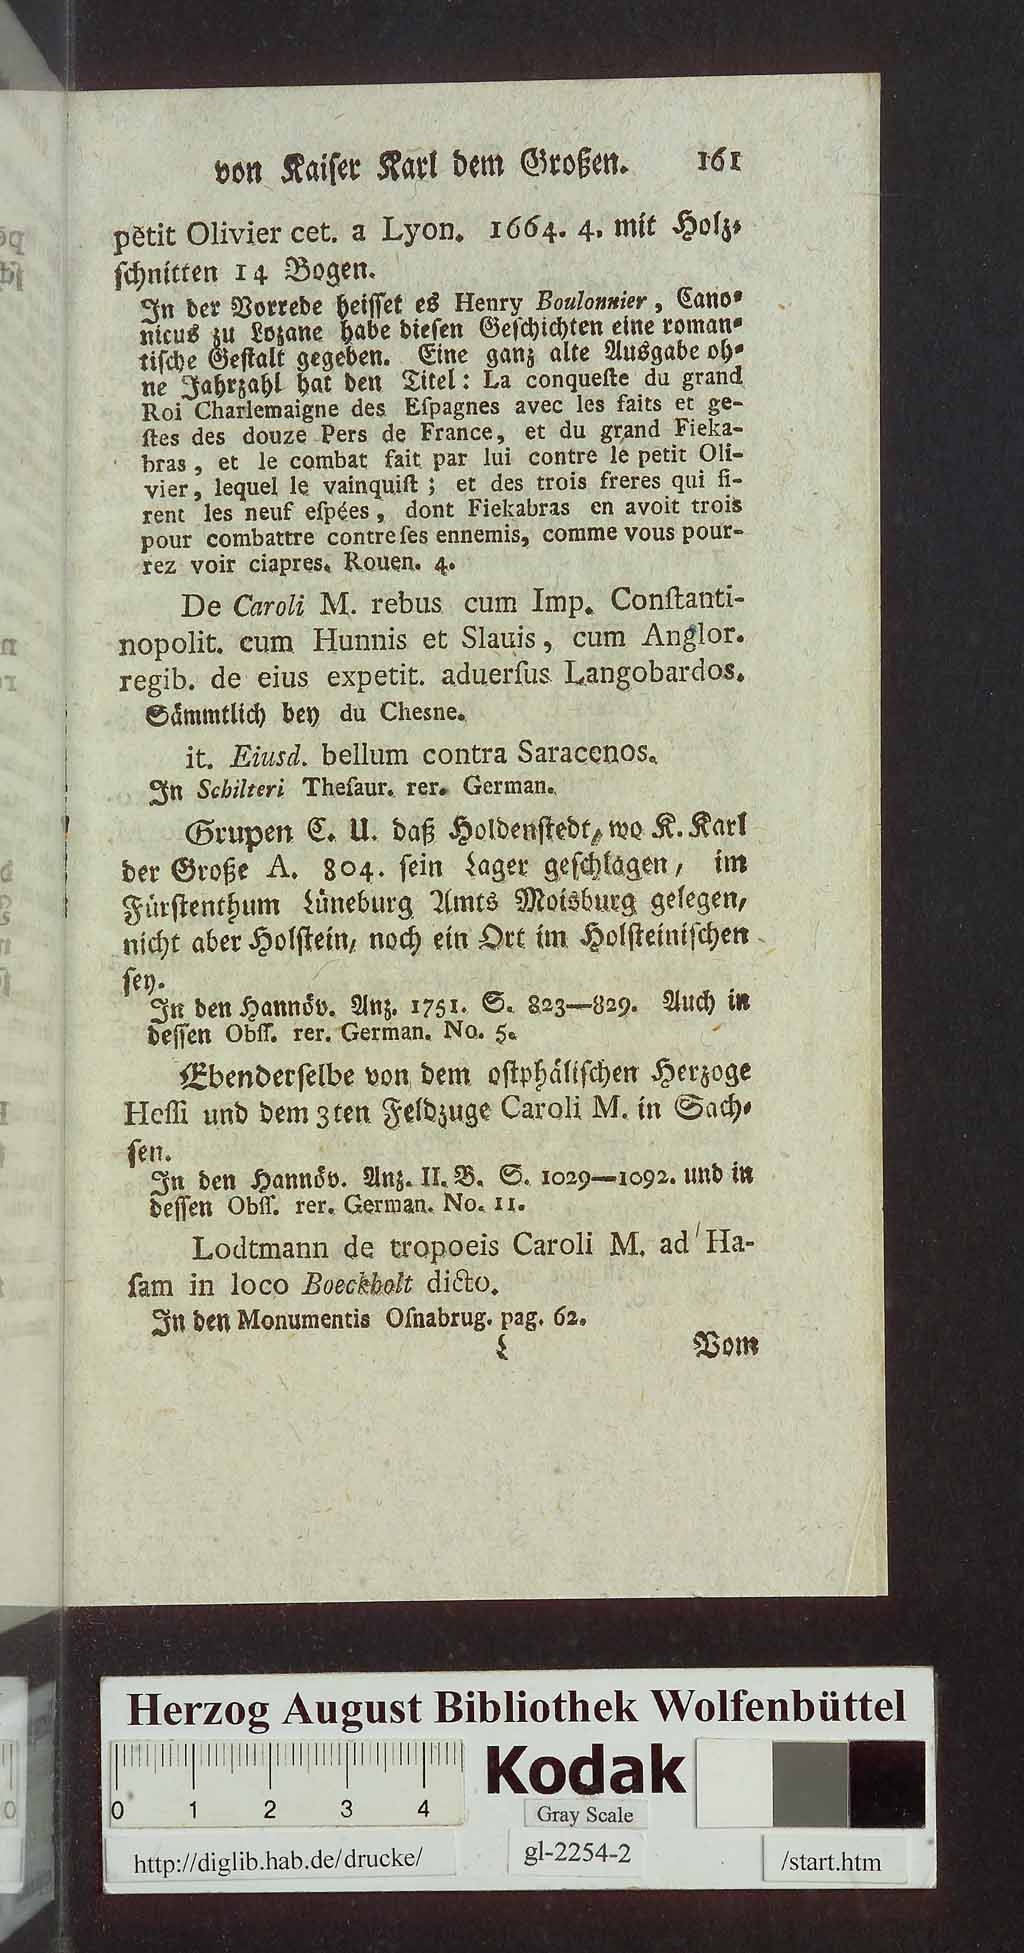 von Kaiser Karl dem Großen. 161
petit Olivier cet. a Lyon. 1664. 4. mit Holz-
schnitten 14 Bogen.
In der Vorrede heisset es Henry Boulonnier, Cano-
nicus zu Lozane habe diesen Geschichten eine roman-
tische Gestalt gegeben. Eine ganz alte Ausgabe oh-
ne Jahrzahl hat den Titel: La conqueſte du grand
Roi Charlemaigne des Eſpagnes avec les faits et ge-
ſtes des douze Pers de France, et du grand Fieka-
bras, et le combat fait par lui contre le petit Oli-
vier, lequel le vainquiſt; et des trois freres qui fi-
rent les neuf eſpées, dont Fiekabras en avoit trois
pour combattre contre ſes ennemis, comme vous pour-
rez voir ciapres. Rouen. 4.
De Caroli M. rebus cum Imp. Conſtanti-
nopolit. cum Hunnis et Slauis, cum Anglor.
regib. de eius expetit. aduerſus Langobardos.
Sämmtlich bey du Chesne.
it. Eiusd. bellum contra Saracenos.
In Schilteri Theſaur. rer. German.
Grupen C. U. daß Holdenstedt, wo K. Karl
der Große A. 804. sein Lager geschlagen, im
Fürstenthum Lüneburg Amts Moisburg gelegen,
nicht aber Holstein, noch ein Ort im Holsteinischen
sey.
In den Hannöv. Anz. 1751. S. 823—829. Auch in
dessen Obſſ. rer. German. No. 5.
Ebenderselbe von dem ostphälischen Herzoge
Heſſi und dem 3ten Feldzuge Caroli M. in Sach-
sen.
In den Hannöv. Anz. II. B. S. 1029—1092. und in
dessen Obſſ. rer. German. No. 11.
Lodtmann de tropoeis Caroli M. ad Ha-
ſam in loco Boeckholt dicto.
In den Monumentis Oſnabrug. pag. 62.
L Vom
Herzog August Bibliothek Wolfenbüttel
0 1 2 3 4
Kodak
Gray Scale
http://diglib.hab.de/drucke/ gl-2254-2 /start.htm